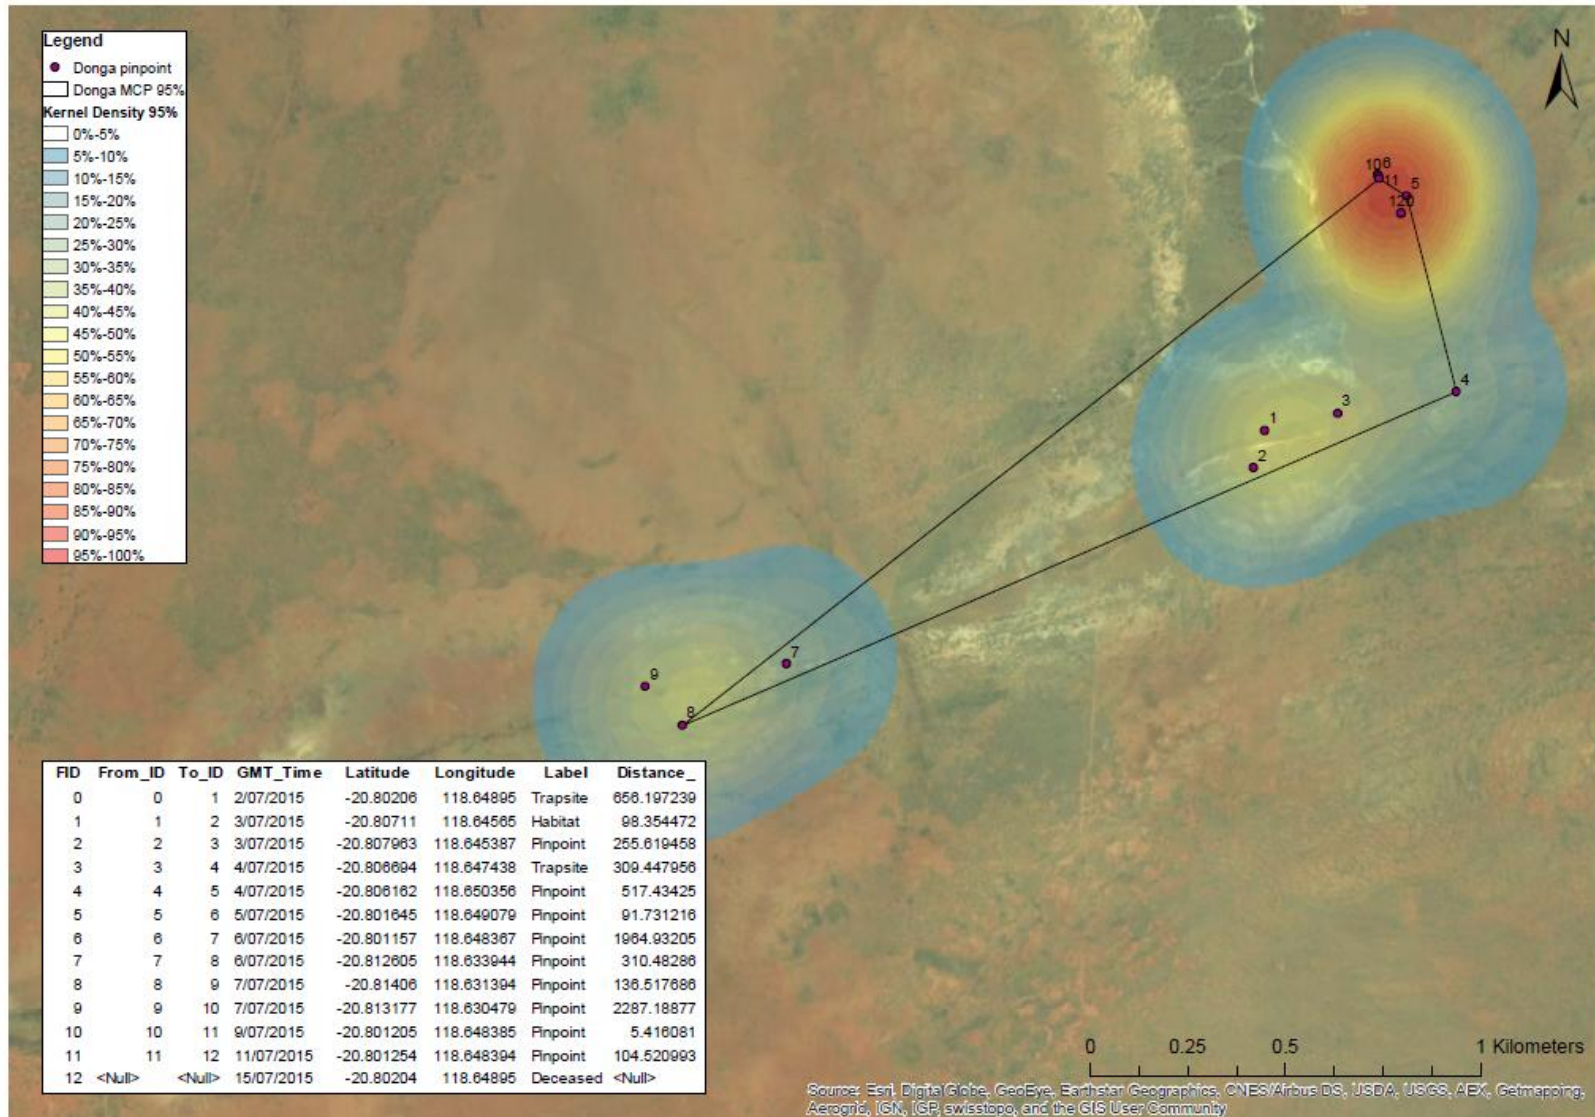 Legend
Donga pinpoint
Donga MCP 95%
Kernel Density 95%
0%-5%
5%-10%
10%-15%
15%-20%
20%-25%
25%-30%
30%-35%
35%-40%
40%-45%
45%-50%
50%-55%
55%-60%
60%-65%
65%-70%
70%-75%
75%-80%
80%-85%
85%-90%
90%-95%
95%-100%
N
106
11
5
120
4
3
1
2
7
9
8
FID From_ID To_ID GMT_Time Latitude Longitude Label Distance_
0 0 1 2/07/2015 -20.80206 118.64895 Trapsite 656.197239
1 1 2 3/07/2015 -20.80711 118.64565 Habitat 98.354472
2 2 3 3/07/2015 -20.807963 118.645387 Pinpoint 255.619458
3 3 4 4/07/2015 -20.806694 118.647438 Trapsite 309.447956
4 4 5 4/07/2015 -20.806162 118.650356 Pinpoint 517.43425
5 5 6 5/07/2015 -20.801645 118.649079 Pinpoint 91.731216
6 6 7 6/07/2015 -20.801157 118.648367 Pinpoint 1964.93205
7 7 8 6/07/2015 -20.812605 118.633944 Pinpoint 310.48286
8 8 9 7/07/2015 -20.81406 118.631394 Pinpoint 136.517686
9 9 10 7/07/2015 -20.813177 118.630479 Pinpoint 2287.18877
10 10 11 9/07/2015 -20.801205 118.648385 Pinpoint 5.416081
11 11 12 11/07/2015 -20.801254 118.648394 Pinpoint 104.520993
12 <Null> <Null> 15/07/2015 -20.80204 118.64895 Deceased <Null>
0 0.25 0.5 1 Kilometers
Source: Esri, DigitalGlobe, GeoEye, Earthstar Geographics, CNES/Airbus DS, USDA, USGS, AEX, Getmapping,
Aerogrid, IGN, IGP, swisstopo, and the GIS User Community